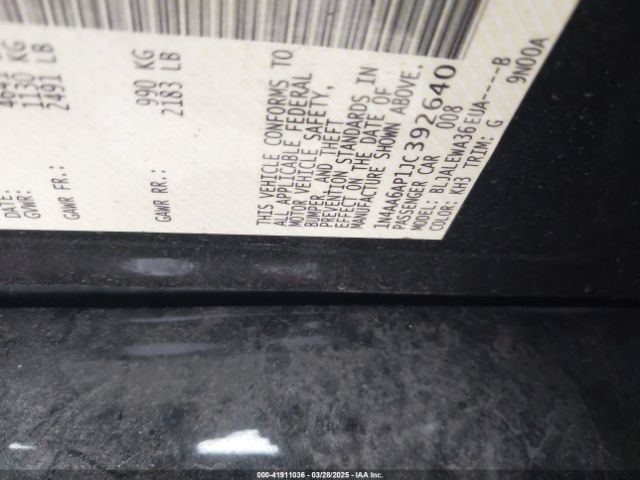 DATE:
GVWR:
GAWR FR.: 1130 KG
2491 LB
GAWR RR.: 990 KG
2183 LB
THIS VEHICLE CONFORMS TO
ALL APPLICABLE FEDERAL
MOTOR VEHICLE SAFETY,
BUMPER, AND THEFT
PREVENTION STANDARDS IN
EFFECT ON THE DATE OF
MANUFACTURE SHOWN ABOVE.
1N4AA6AP1JC392640
PASSENGER CAR 008
MODEL: BLJALEWA36EUA-----B
COLOR: KH3 TRIM: G 9N00A
000-41911036 | 03/28/2025 | IAA Inc.